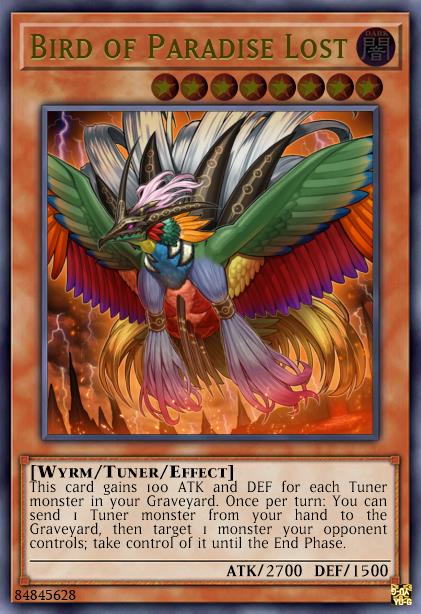 Bird of Paradise Lost
DARK
闇
[Wyrm/Tuner/Effect]
This card gains 100 ATK and DEF for each Tuner
monster in your Graveyard. Once per turn: You can
send 1 Tuner monster from your hand to the
Graveyard, then target 1 monster your opponent
controls; take control of it until the End Phase.
ATK/2700 DEF/1500
84845628